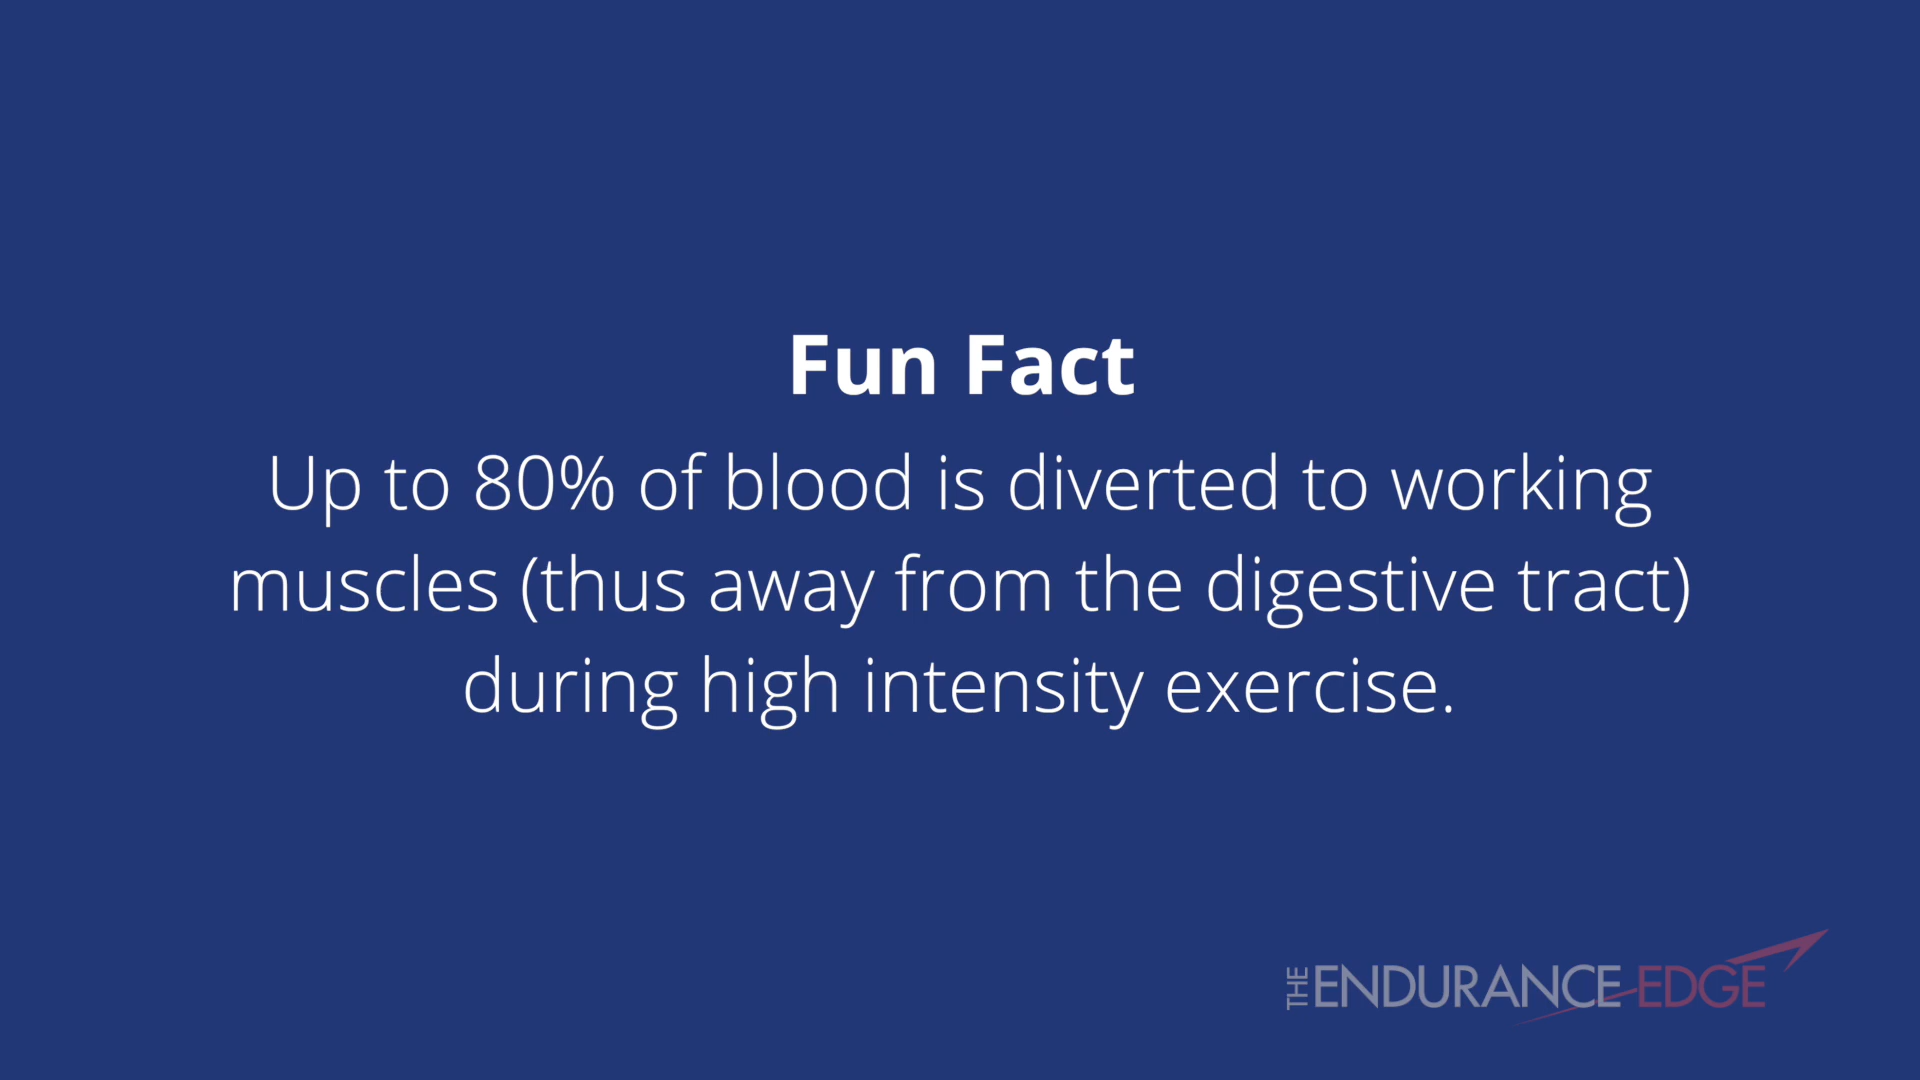 Fun Fact
Up to 80% of blood is diverted to working
muscles (thus away from the digestive tract)
during high intensity exercise.
THE ENDURANCE EDGE